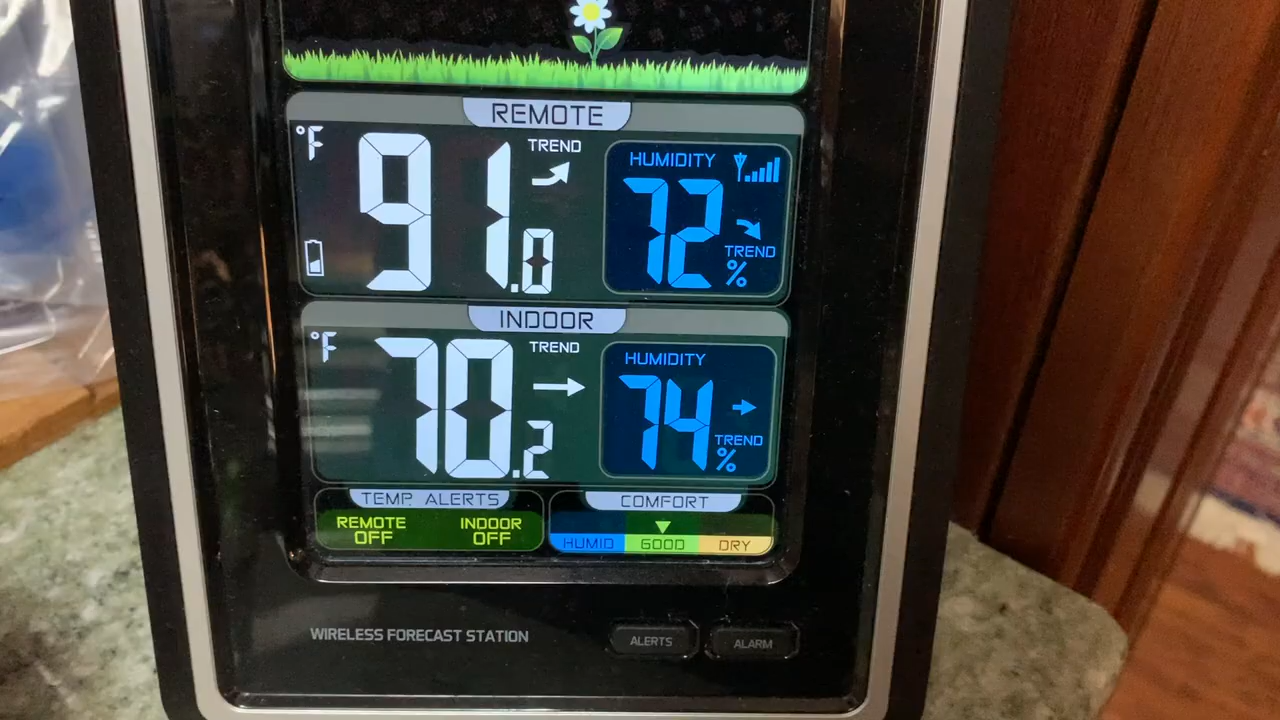 REMOTE
°F 91.0 TREND
HUMIDITY
72 TREND %
INDOOR
°F 70.2 TREND
HUMIDITY
74 TREND %
TEMP. ALERTS
REMOTE OFF
INDOOR OFF
COMFORT
HUMID GOOD DRY
WIRELESS FORECAST STATION
ALERTS
ALARM